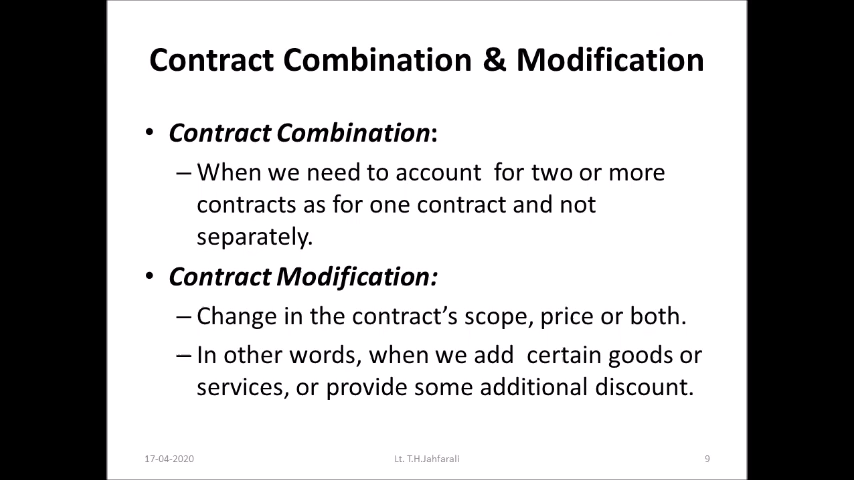 Contract Combination & Modification
• Contract Combination:
– When we need to account for two or more
contracts as for one contract and not
separately.
• Contract Modification:
– Change in the contract's scope, price or both.
– In other words, when we add certain goods or
services, or provide some additional discount.
17-04-2020 Lt. T.H.Jahfarali 9